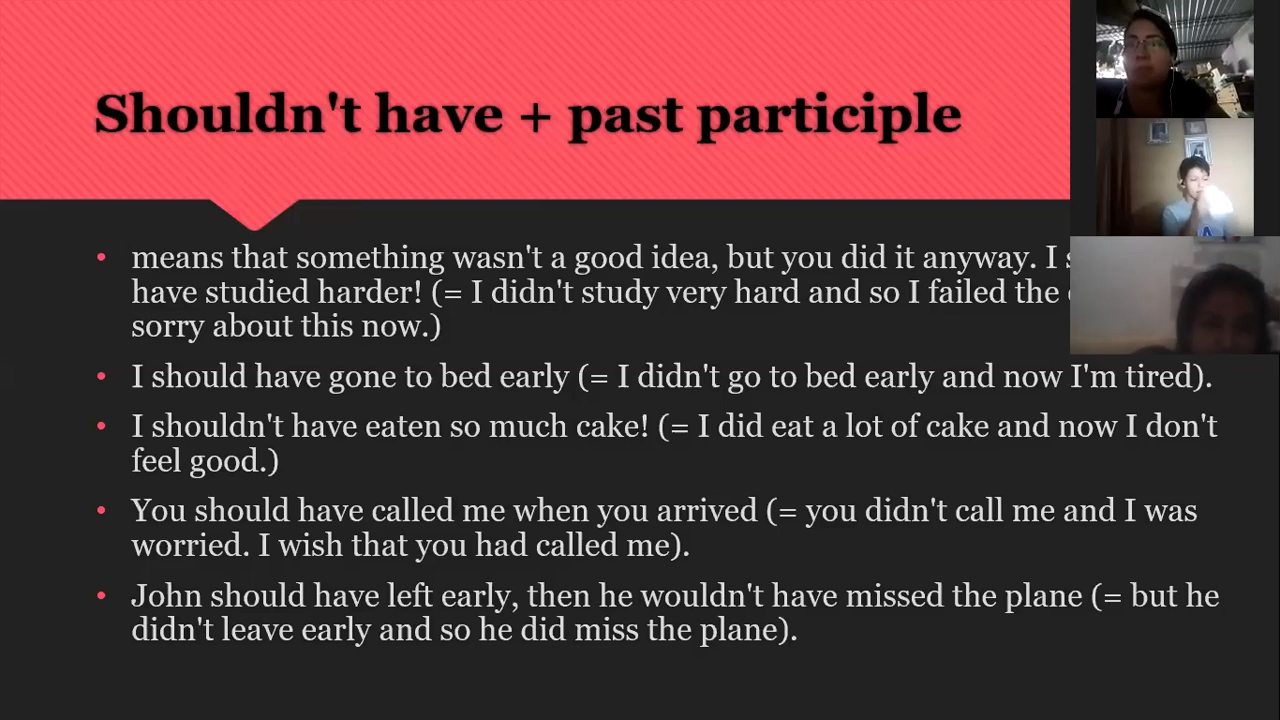 Shouldn't have + past participle
• means that something wasn't a good idea, but you did it anyway. I
have studied harder! (= I didn't study very hard and so I failed the
sorry about this now.)
• I should have gone to bed early (= I didn't go to bed early and now I'm tired).
• I shouldn't have eaten so much cake! (= I did eat a lot of cake and now I don't
feel good.)
• You should have called me when you arrived (= you didn't call me and I was
worried. I wish that you had called me).
• John should have left early, then he wouldn't have missed the plane (= but he
didn't leave early and so he did miss the plane).